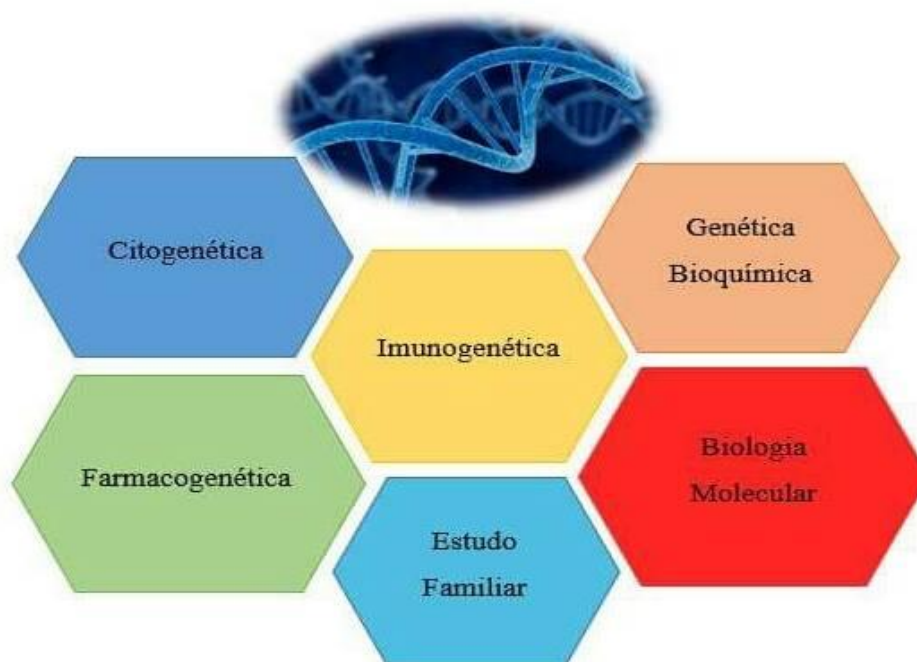 Citogenética
Genética
Bioquímica
Imunogenética
Farmacogenética
Biologia
Molecular
Estudo
Familiar